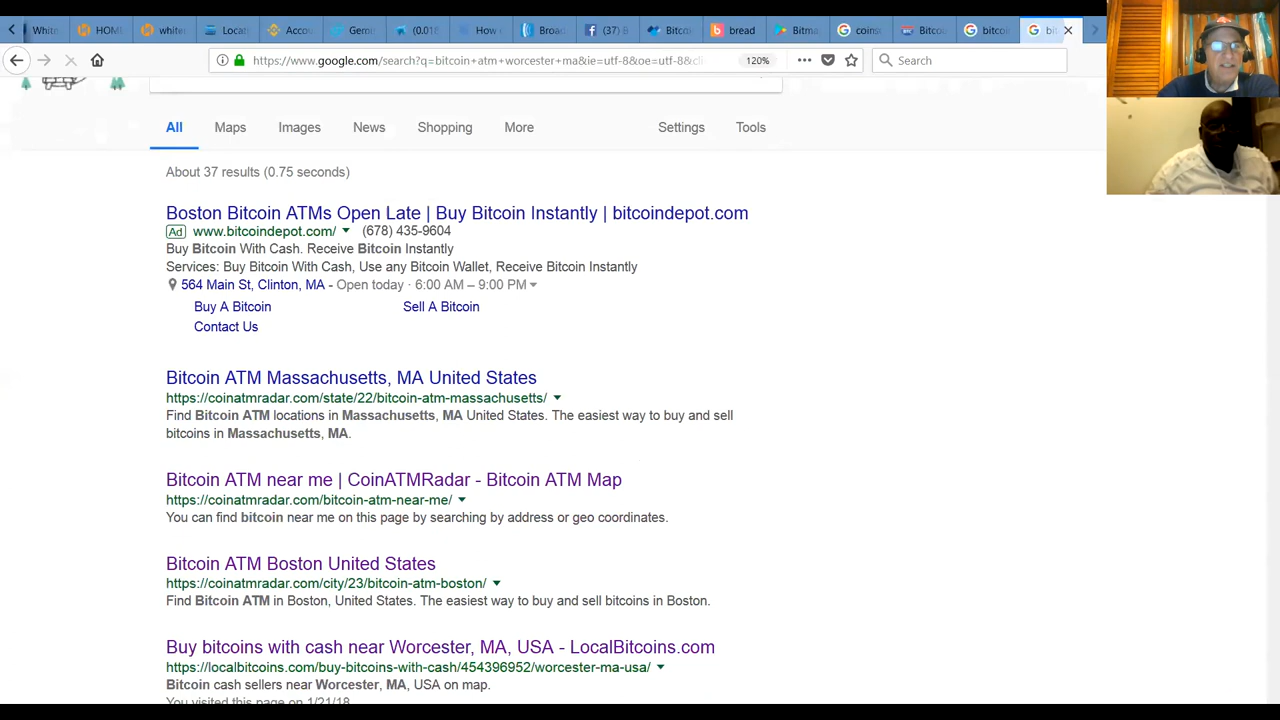 White
HOME
whitev
Locati
Accou
Gemi
(0.01
How
Broad
(37) B
Bitco
bread
Bitma
coins
Bitcoi
bitcoi
bit
https://www.google.com/search?q=bitcoin+atm+worcester+ma&ie=utf-8&oe=utf-8&cl
120%
Search
All Maps Images News Shopping More Settings Tools
About 37 results (0.75 seconds)
Boston Bitcoin ATMs Open Late | Buy Bitcoin Instantly | bitcoindepot.com
Ad www.bitcoindepot.com/ (678) 435-9604
Buy Bitcoin With Cash. Receive Bitcoin Instantly
Services: Buy Bitcoin With Cash, Use any Bitcoin Wallet, Receive Bitcoin Instantly
564 Main St, Clinton, MA - Open today · 6:00 AM – 9:00 PM
Buy A Bitcoin Sell A Bitcoin
Contact Us
Bitcoin ATM Massachusetts, MA United States
https://coinatmradar.com/state/22/bitcoin-atm-massachusetts/
Find Bitcoin ATM locations in Massachusetts, MA United States. The easiest way to buy and sell
bitcoins in Massachusetts, MA.
Bitcoin ATM near me | CoinATMRadar - Bitcoin ATM Map
https://coinatmradar.com/bitcoin-atm-near-me/
You can find bitcoin near me on this page by searching by address or geo coordinates.
Bitcoin ATM Boston United States
https://coinatmradar.com/city/23/bitcoin-atm-boston/
Find Bitcoin ATM in Boston, United States. The easiest way to buy and sell bitcoins in Boston.
Buy bitcoins with cash near Worcester, MA, USA - LocalBitcoins.com
https://localbitcoins.com/buy-bitcoins-with-cash/454396952/worcester-ma-usa/
Bitcoin cash sellers near Worcester, MA, USA on map.
You visited this page on 1/21/18